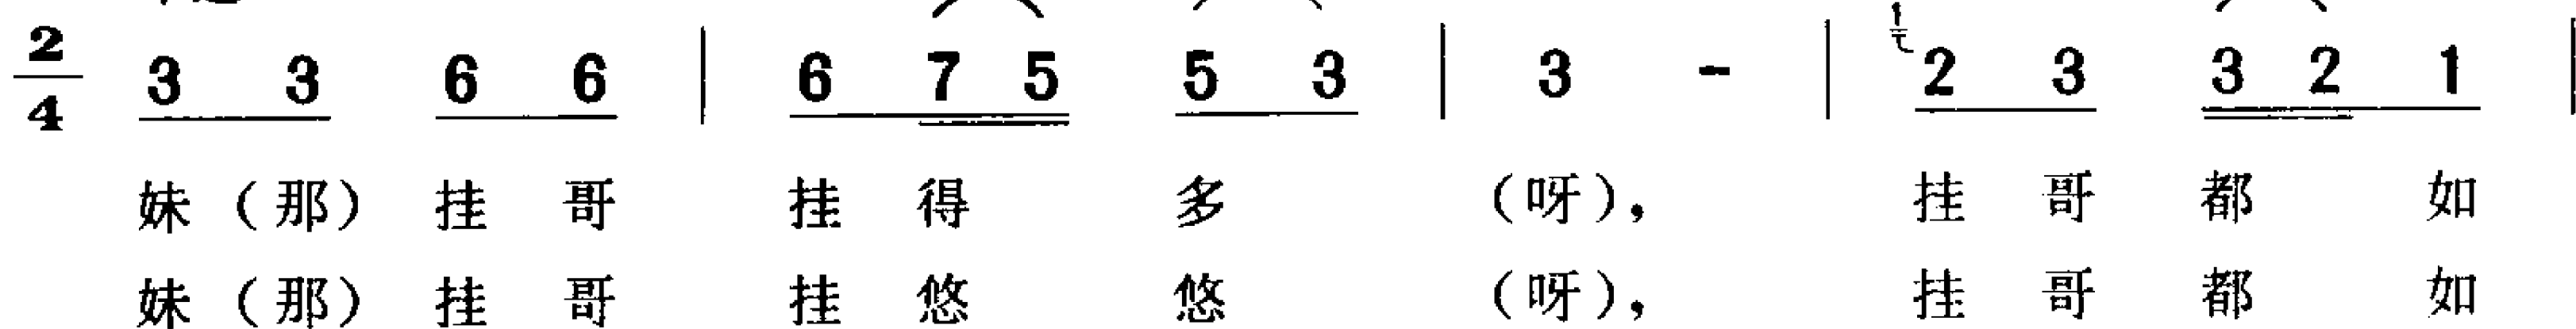 2/4 3 3 6 6 | 6 7 5 5 3 | 3 - | 1 2 3 3 2 1 |
妹（那）挂 哥 挂 得 多 （呀）， 挂 哥 都 如
妹（那）挂 哥 挂 悠 悠 （呀）， 挂 哥 都 如